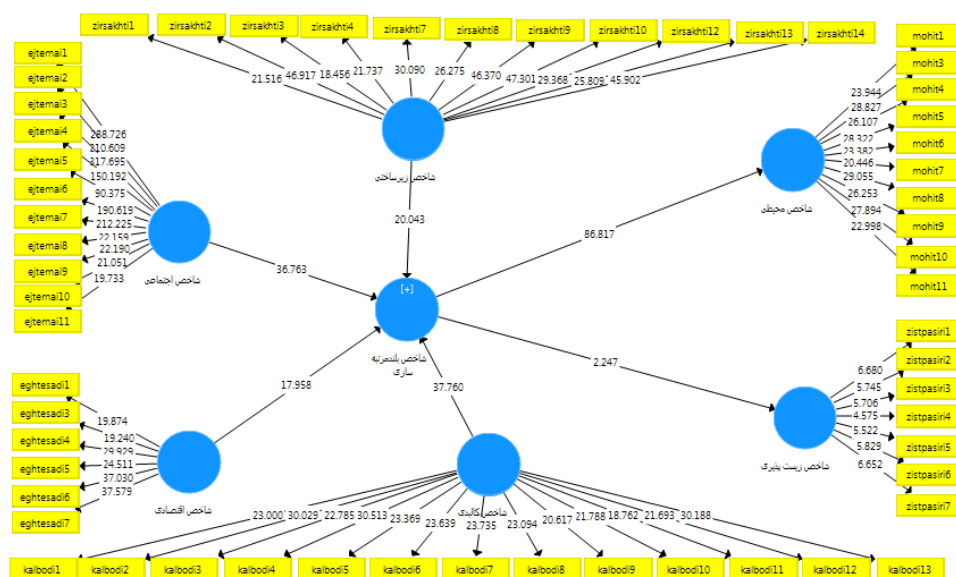 zirsakhti1 zirsakhti2 zirsakhti3 zirsakhti4 zirsakhti7 zirsakhti8 zirsakhti9 zirsakhti10 zirsakhti12 zirsakhti13 zirsakhti14
21.516 46.917 18.456 21.737 30.090 26.275 46.370 47.301 29.368 25.809 45.902
شاخص زیرساختی
20.043
ejtemai1
ejtemai2
ejtemai3
ejtemai4
ejtemai5
ejtemai6
ejtemai7
ejtemai8
ejtemai9
ejtemai10
ejtemai11
210.609
150.192
90.375
190.619
212.225
22.159
22.190
21.051
19.733
شاخص اجتماعی
36.763
mohit1
mohit3
mohit4
mohit5
mohit6
mohit7
mohit8
mohit9
mohit10
mohit11
23.944
28.827
26.107
28.322
23.382
20.446
29.055
26.253
27.894
22.998
شاخص محیطی
86.817
[+]
شاخص بلندمرتبه
سازی
eghtesadi1
eghtesadi3
eghtesadi4
eghtesadi5
eghtesadi6
eghtesadi7
19.874
19.240
29.929
24.511
37.030
37.579
شاخص اقتصادی
17.958
37.760
2.247
zistpasiri1
zistpasiri2
zistpasiri3
zistpasiri4
zistpasiri5
zistpasiri6
zistpasiri7
6.680
5.745
5.706
4.575
5.522
5.829
6.652
شاخص زیست پذیری
شاخص کالبدی
23.000 30.029 22.785 30.513 23.369 23.639 23.735 23.094 20.617 21.788 18.762 21.693 30.188
kalbodi1 kalbodi2 kalbodi3 kalbodi4 kalbodi5 kalbodi6 kalbodi7 kalbodi8 kalbodi9 kalbodi10 kalbodi11 kalbodi12 kalbodi13